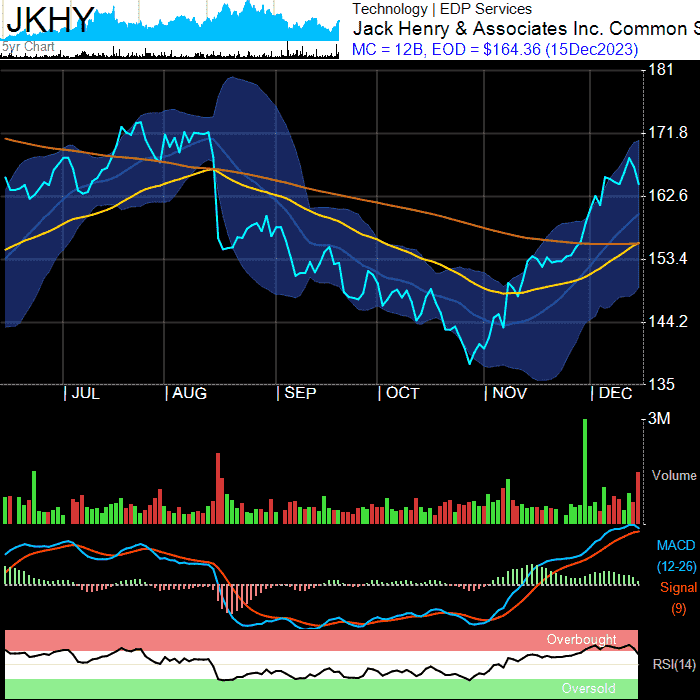 JKHY
5yr Chart
Technology | EDP Services
Jack Henry & Associates Inc. Common S
MC = 12B, EOD = $164.36 (15Dec2023)
181
171.8
162.6
153.4
144.2
135
| JUL | AUG | SEP | OCT | NOV | DEC
3M
Volume
MACD
(12-26)
Signal
(9)
Overbought
RSI(14)
Oversold